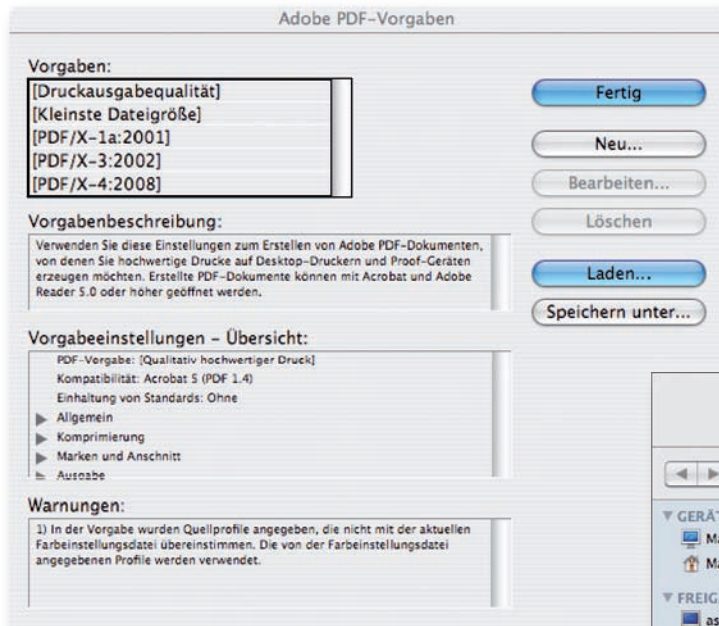 Adobe PDF-Vorgaben
Vorgaben:
[Druckausgabequalität]
[Kleinste Dateigröße]
[PDF/X-1a:2001]
[PDF/X-3:2002]
[PDF/X-4:2008]
Fertig
Neu...
Bearbeiten...
Löschen
Laden...
Speichern unter...
Vorgabenbeschreibung:
Verwenden Sie diese Einstellungen zum Erstellen von Adobe PDF-Dokumenten,
von denen Sie hochwertige Drucke auf Desktop-Druckern und Proof-Geräten
erzeugen möchten. Erstellte PDF-Dokumente können mit Acrobat und Adobe
Reader 5.0 oder höher geöffnet werden.
Vorgabeeinstellungen – Übersicht:
PDF-Vorgabe: [Qualitativ hochwertiger Druck]
Kompatibilität: Acrobat 5 (PDF 1.4)
Einhaltung von Standards: Ohne
Allgemein
Komprimierung
Marken und Anschnitt
Ausgabe
Warnungen:
1) In der Vorgabe wurden Quellprofile angegeben, die nicht mit der aktuellen
Farbeinstellungsdatei übereinstimmen. Die von der Farbeinstellungsdatei
angegebenen Profile werden verwendet.
GERÄT
Ma
Ma
FREIG
as